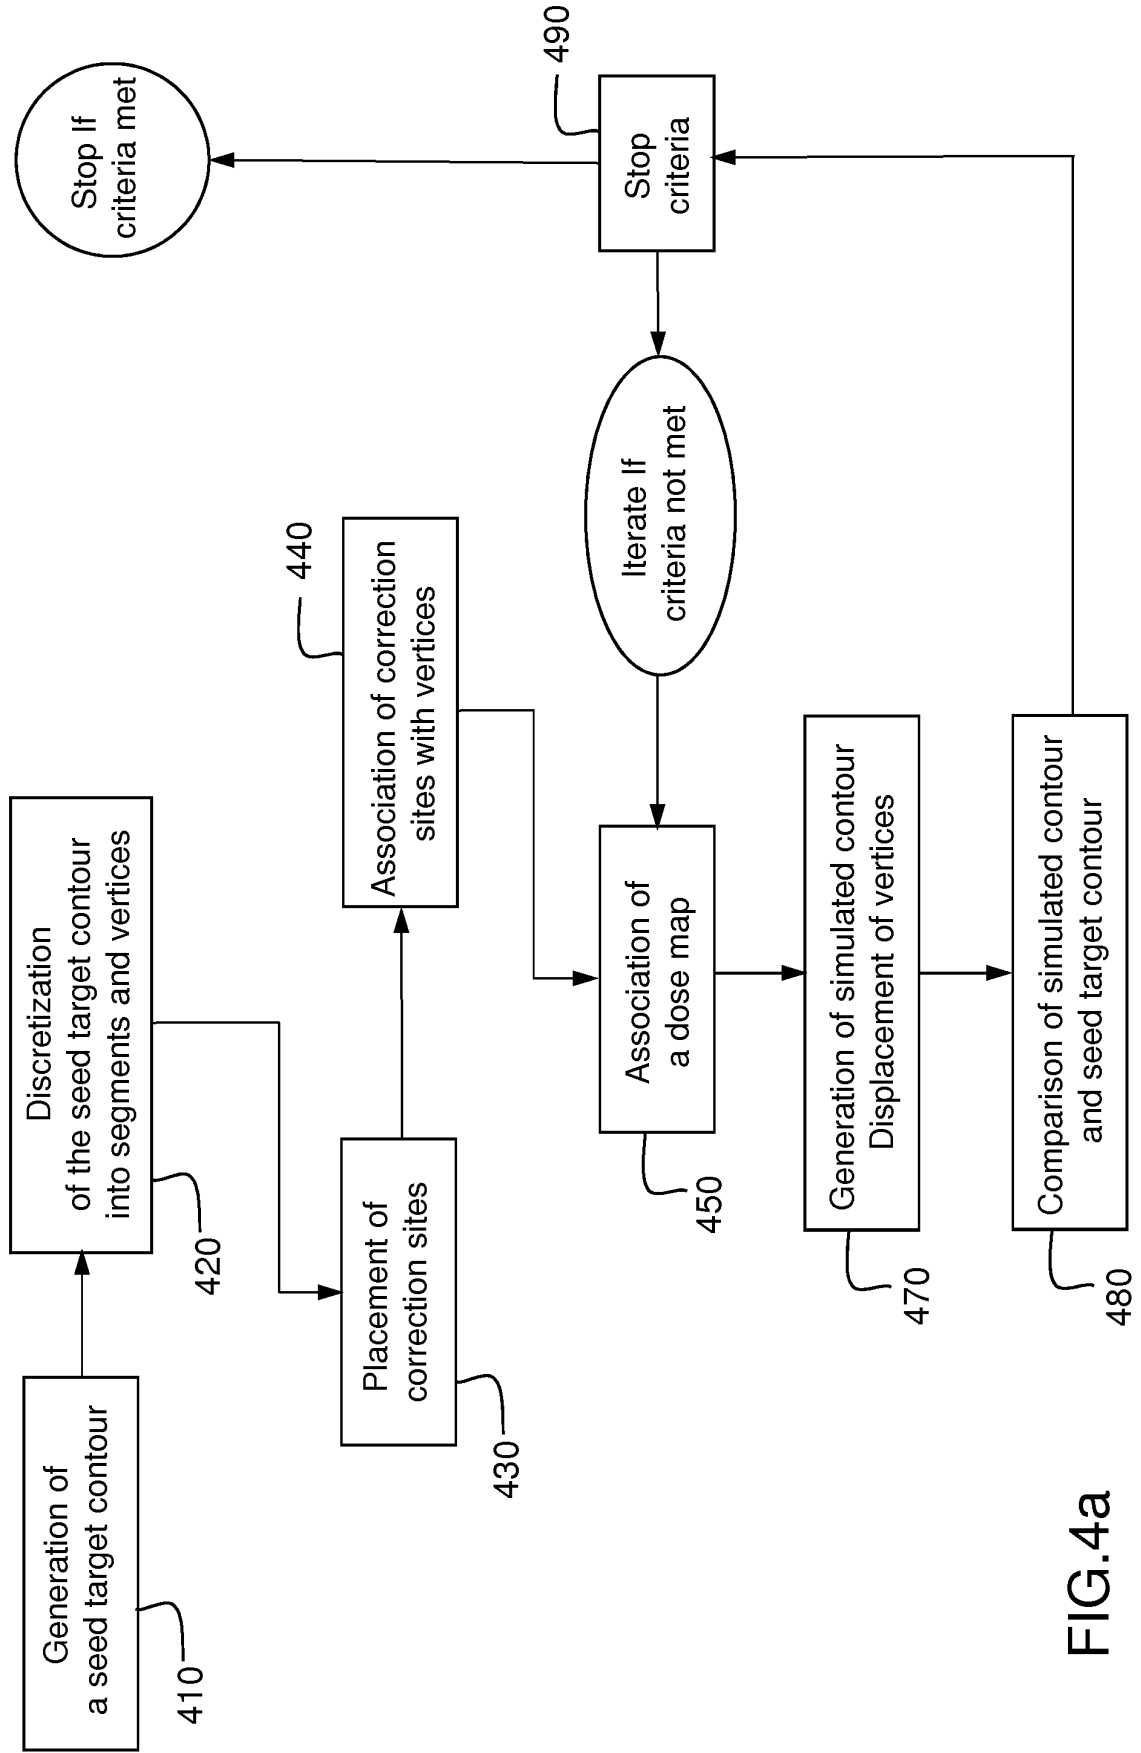 Generation of
a seed target contour
410
Discretization
of the seed target contour
into segments and vertices
420
Placement of
correction sites
430
Association of correction
sites with vertices
440
Association of
a dose map
450
Generation of simulated contour
Displacement of vertices
470
Comparison of simulated contour
and seed target contour
480
Stop
criteria
490
Iterate If
criteria not met
Stop If
criteria met
FIG.4a